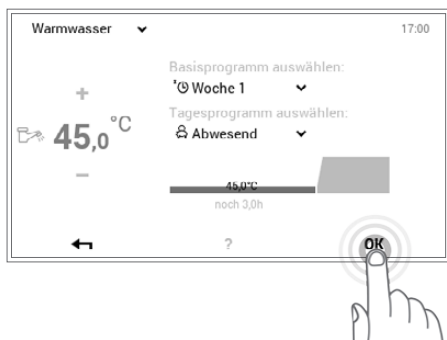 Warmwasser
17:00
Basisprogramm auswählen:
Woche 1
Tagesprogramm auswählen:
Abwesend
+
45,0°C
−
45,0°C
noch 3,0h
?
OK